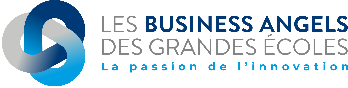 LES BUSINESS ANGELS
DES GRANDES ÉCOLES
La passion de l'innovation